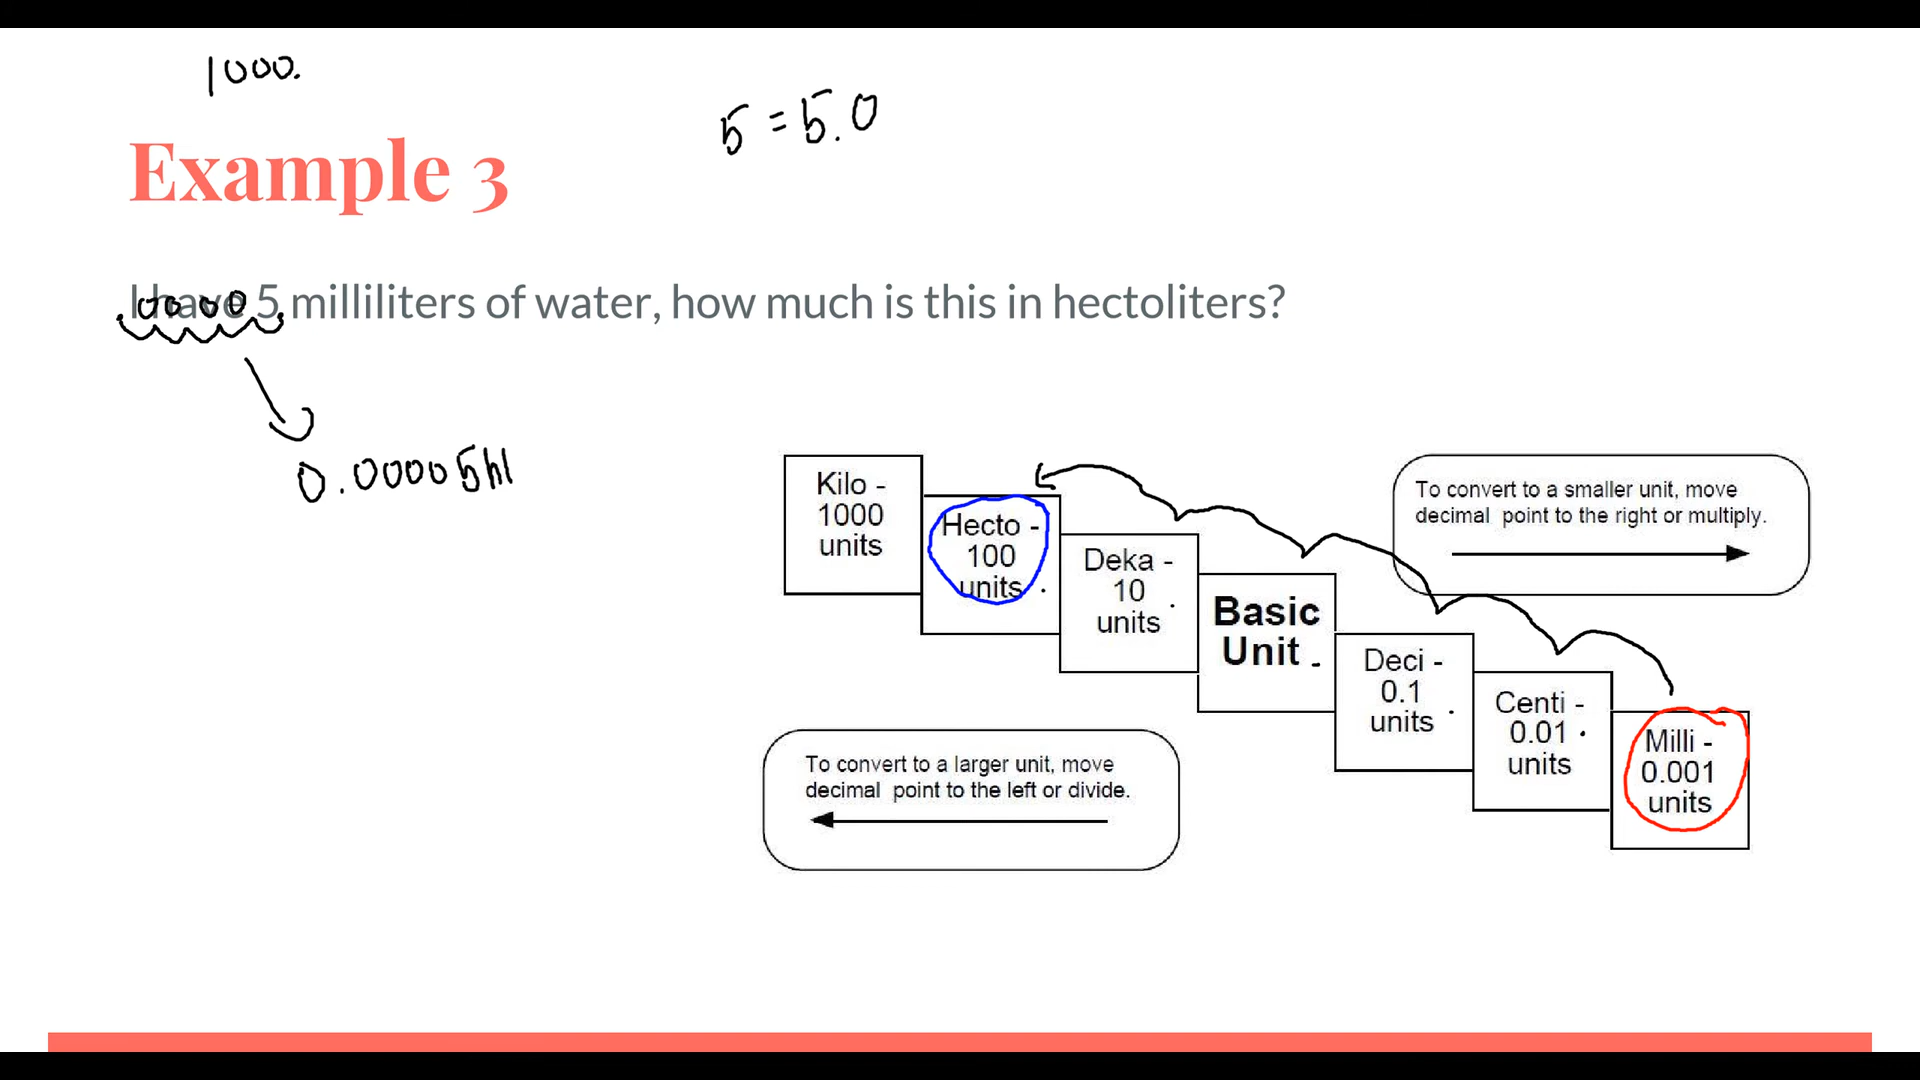 1000.
5 = 5.0
Example 3
I have 5 milliliters of water, how much is this in hectoliters?
0000
0.00005hl
Kilo -
1000
units
Hecto -
100
units
Deka -
10
units
Basic
Unit
Deci -
0.1
units
Centi -
0.01
units
Milli -
0.001
units
To convert to a smaller unit, move
decimal point to the right or multiply.
To convert to a larger unit, move
decimal point to the left or divide.